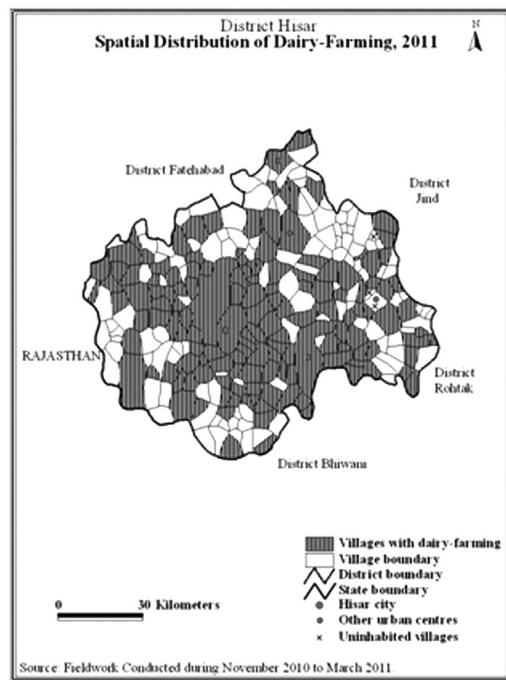 District Hisar
Spatial Distribution of Dairy-Farming, 2011
N
District Fatehabad
District
Jind
RAJASTHAN
District
Rohtak
District Bhiwani
Villages with dairy-farming
Village boundary
District boundary
State boundary
Hisar city
Other urban centres
Uninhabited villages
0 30 Kilometers
Source: Fieldwork Conducted during November 2010 to March 2011.